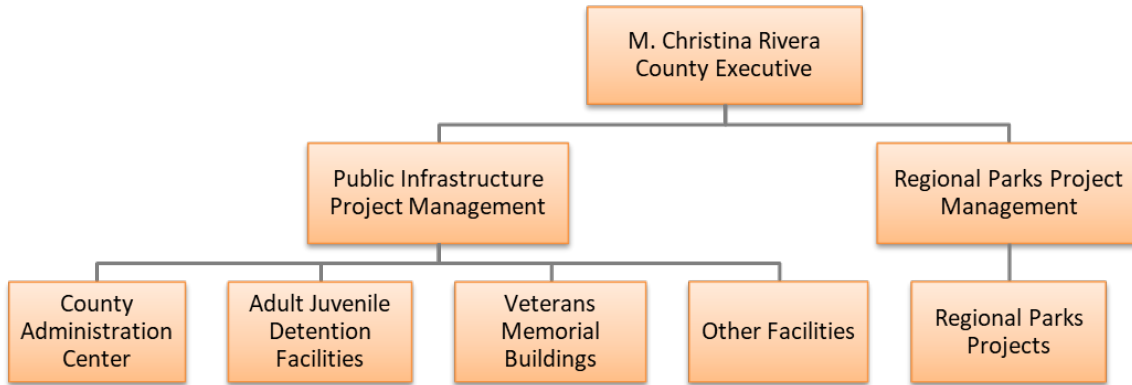 M. Christina Rivera
County Executive
Public Infrastructure
Project Management
Regional Parks Project
Management
County
Administration
Center
Adult Juvenile
Detention
Facilities
Veterans
Memorial
Buildings
Other Facilities
Regional Parks
Projects